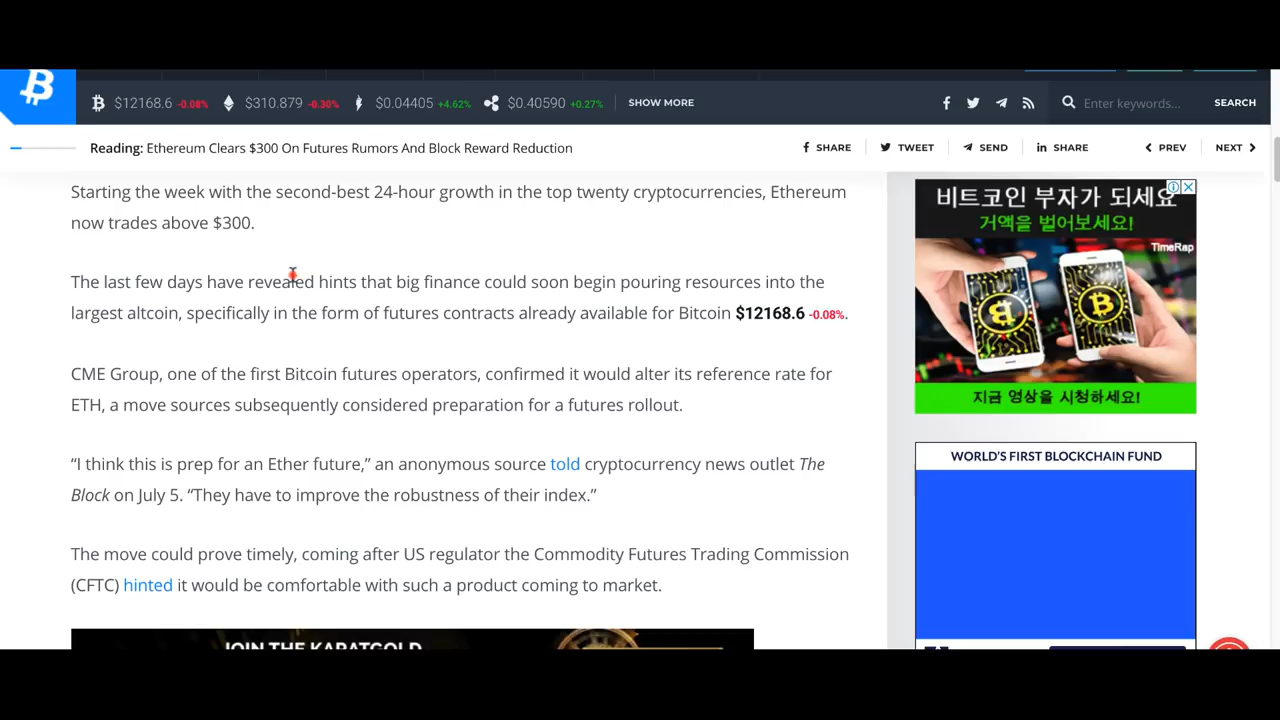 $12168.6 -0.08% $310.879 -0.30% $0.04405 +4.62% $0.40590 +0.27% SHOW MORE Enter keywords... SEARCH
Reading: Ethereum Clears $300 On Futures Rumors And Block Reward Reduction SHARE TWEET SEND SHARE PREV NEXT
Starting the week with the second-best 24-hour growth in the top twenty cryptocurrencies, Ethereum
now trades above $300.
The last few days have revealed hints that big finance could soon begin pouring resources into the
largest altcoin, specifically in the form of futures contracts already available for Bitcoin $12168.6 -0.08%.
CME Group, one of the first Bitcoin futures operators, confirmed it would alter its reference rate for
ETH, a move sources subsequently considered preparation for a futures rollout.
“I think this is prep for an Ether future,” an anonymous source told cryptocurrency news outlet The
Block on July 5. “They have to improve the robustness of their index.”
The move could prove timely, coming after US regulator the Commodity Futures Trading Commission
(CFTC) hinted it would be comfortable with such a product coming to market.
JOIN THE KARATGOLD
비트코인 부자가 되세요
거액을 벌어보세요!
TimeRap
지금 영상을 시청하세요!
WORLD'S FIRST BLOCKCHAIN FUND